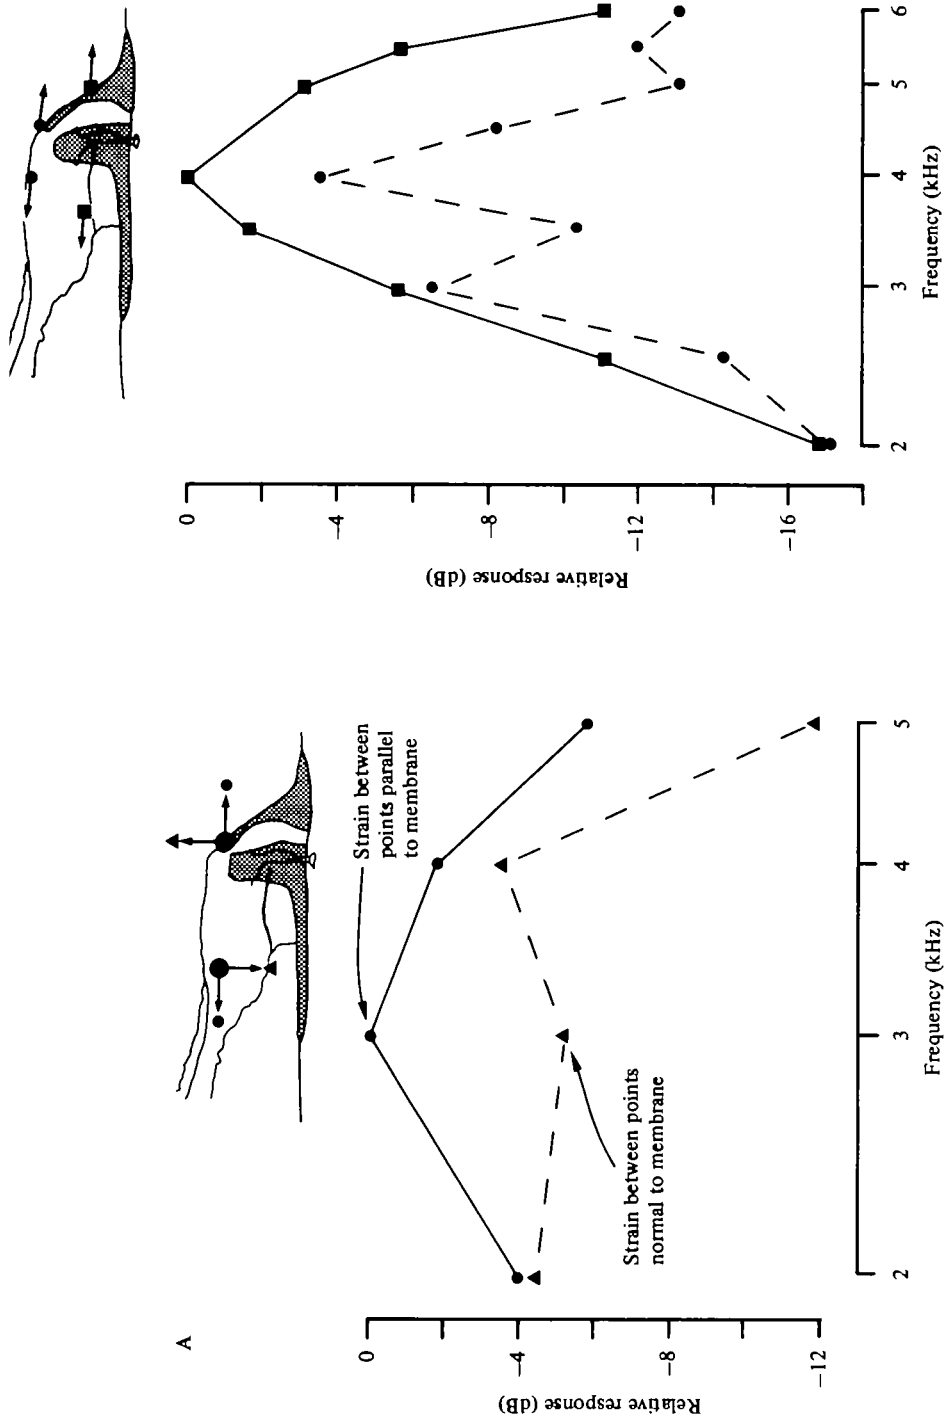 A
Relative response (dB)
0
−4
−8
−12
Strain between
points parallel
to membrane
Strain between points
normal to membrane
2
3
4
5
Frequency (kHz)
Relative response (dB)
0
−4
−8
−12
−16
2
3
4
5
6
Frequency (kHz)